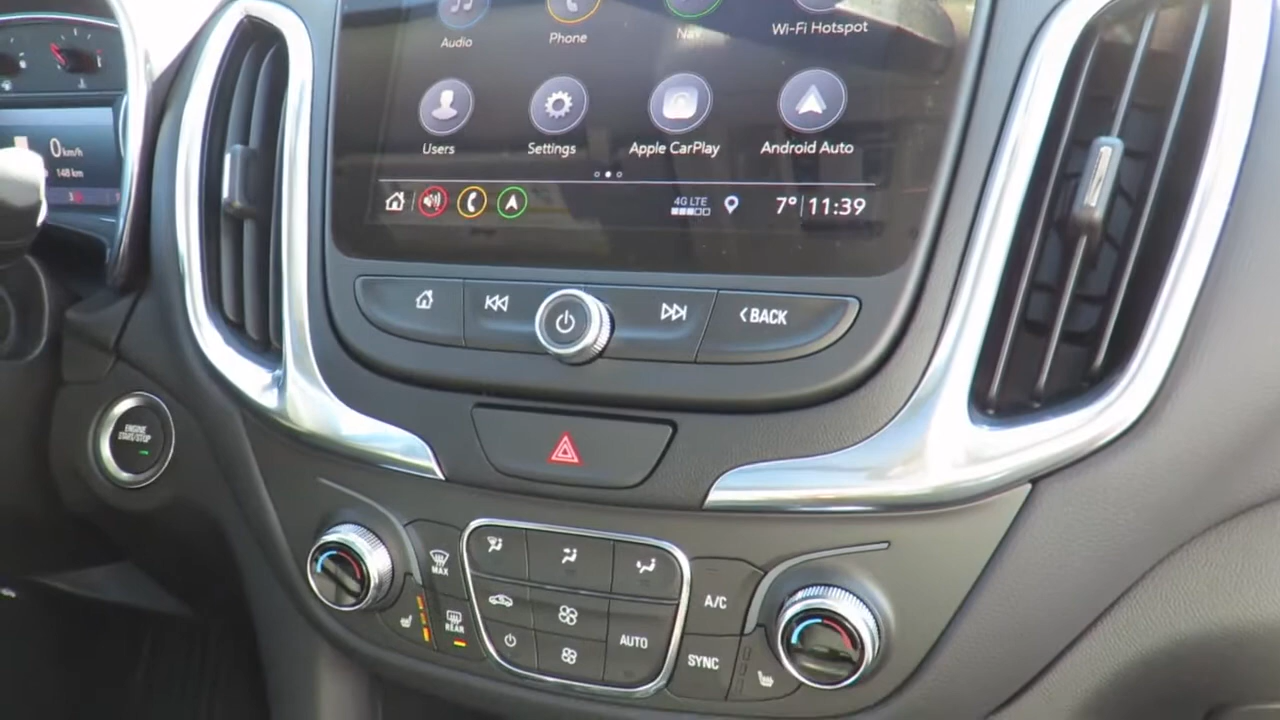 Audio
Phone
Nav
Wi-Fi Hotspot
Users
Settings
Apple CarPlay
Android Auto
0 km/h
148 km
4G LTE
7° 11:39
BACK
ENGINE
START/STOP
MAX
REAR
A/C
AUTO
SYNC